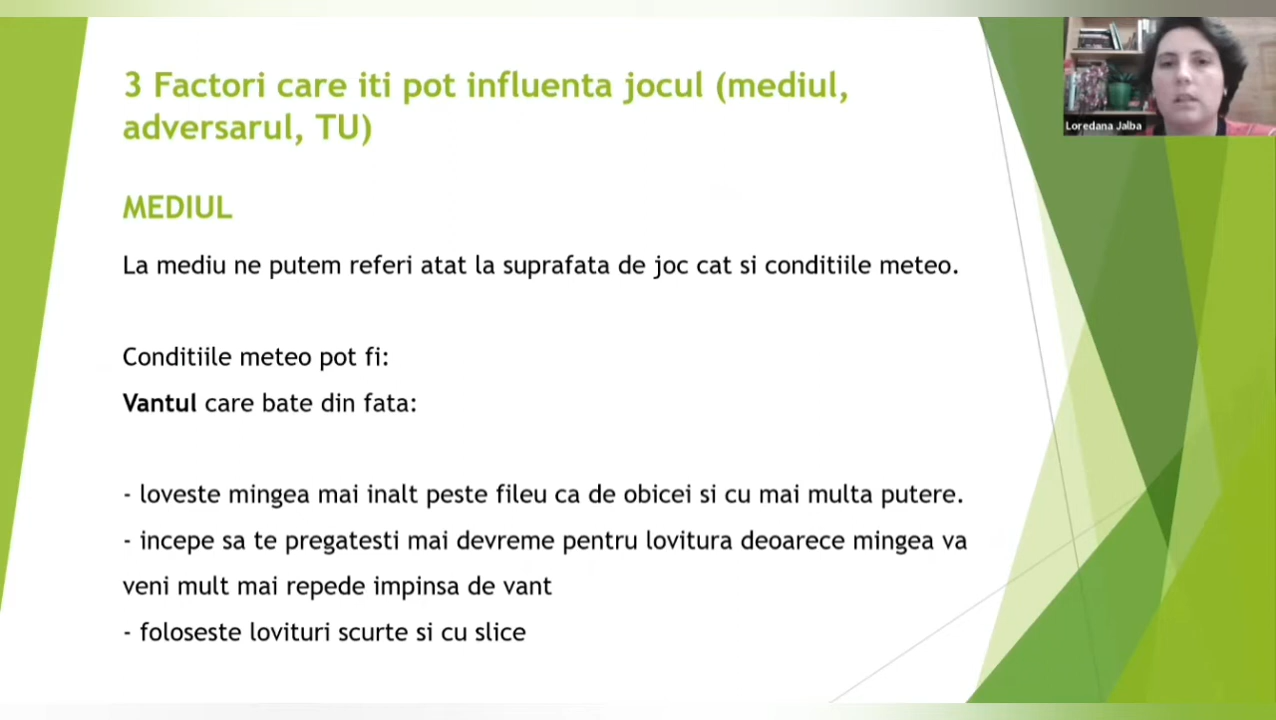 3 Factori care iti pot influenta jocul (mediul,
adversarul, TU)
Loredana Jalba
MEDIUL
La mediu ne putem referi atat la suprafata de joc cat si conditiile meteo.
Conditiile meteo pot fi:
Vantul care bate din fata:
- loveste mingea mai inalt peste fileu ca de obicei si cu mai multa putere.
- incepe sa te pregatesti mai devreme pentru lovitura deoarece mingea va
veni mult mai repede impinsa de vant
- foloseste lovituri scurte si cu slice